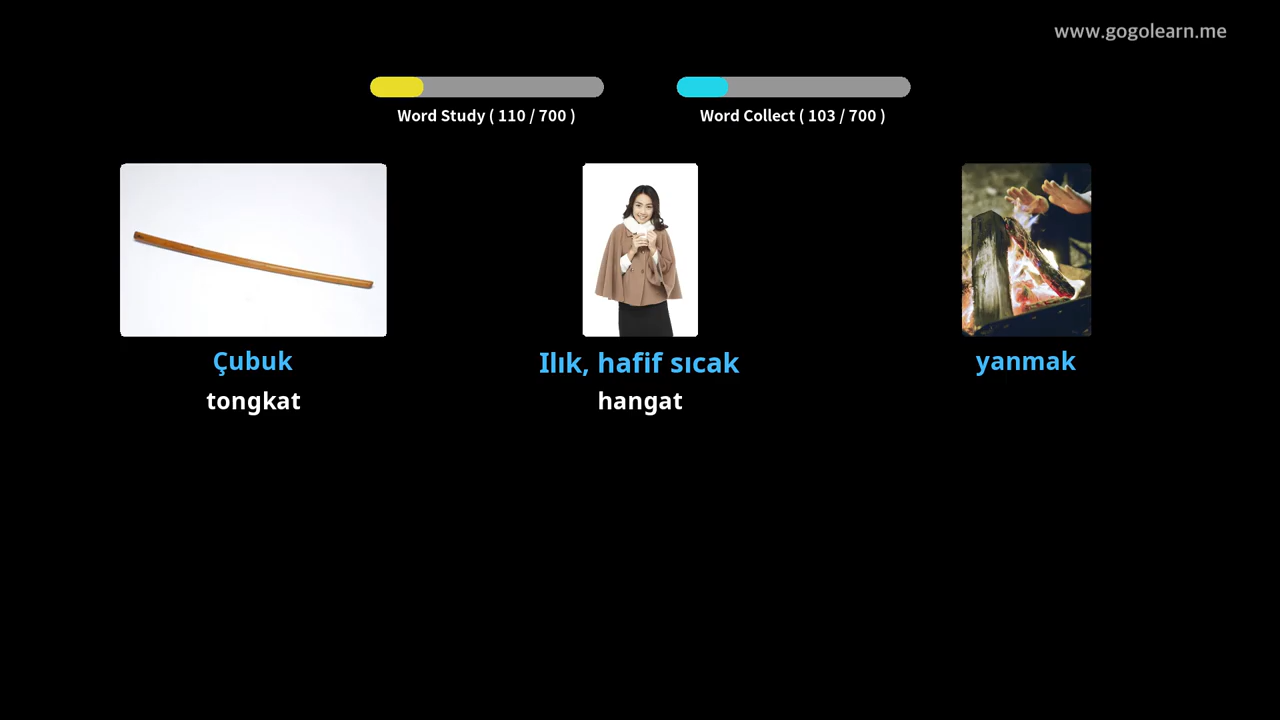 www.gogolearn.me
Word Study ( 110 / 700 )
Word Collect ( 103 / 700 )
Çubuk
Ilık, hafif sıcak
yanmak
tongkat
hangat